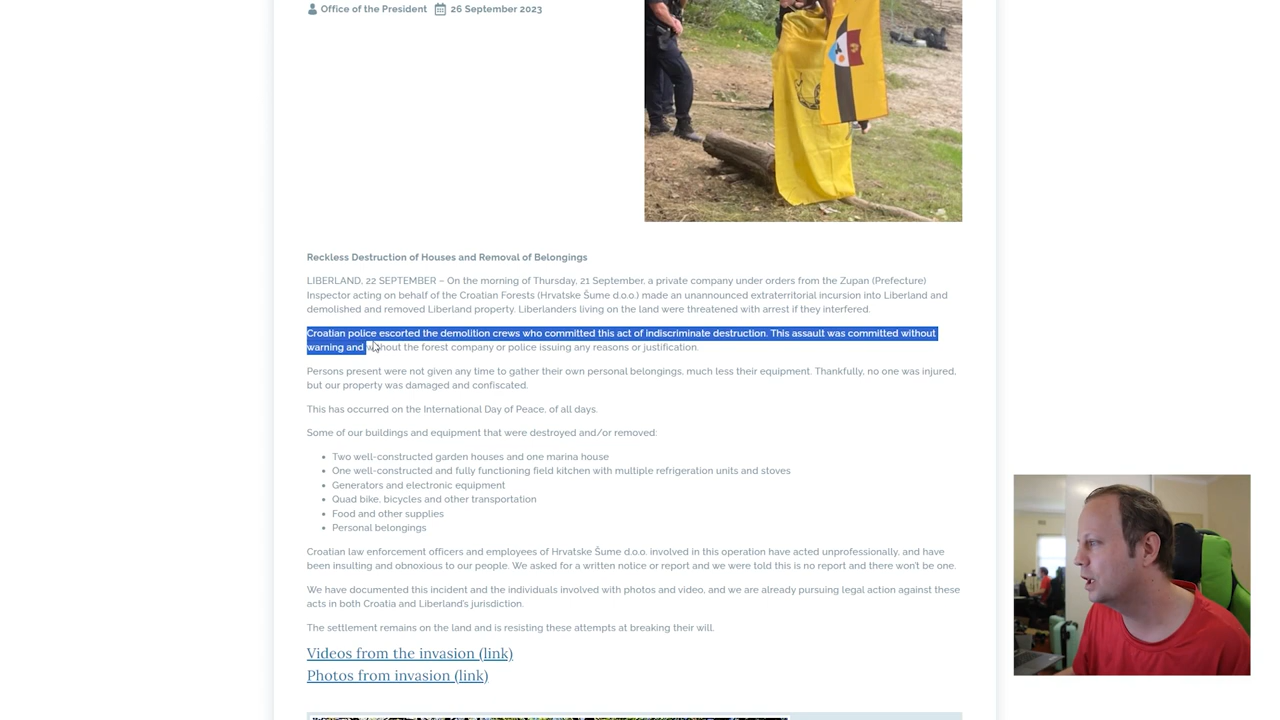 Office of the President 26 September 2023
Reckless Destruction of Houses and Removal of Belongings
LIBERLAND, 22 SEPTEMBER – On the morning of Thursday, 21 September, a private company under orders from the Zupan (Prefecture)
Inspector acting on behalf of the Croatian Forests (Hrvatske Šume d.o.o.) made an unannounced extraterritorial incursion into Liberland and
demolished and removed Liberland property. Liberlanders living on the land were threatened with arrest if they interfered.
Croatian police escorted the demolition crews who committed this act of indiscriminate destruction. This assault was committed without
warning and without the forest company or police issuing any reasons or justification.
Persons present were not given any time to gather their own personal belongings, much less their equipment. Thankfully, no one was injured,
but our property was damaged and confiscated.
This has occurred on the International Day of Peace, of all days.
Some of our buildings and equipment that were destroyed and/or removed:
• Two well-constructed garden houses and one marina house
• One well-constructed and fully functioning field kitchen with multiple refrigeration units and stoves
• Generators and electronic equipment
• Quad bike, bicycles and other transportation
• Food and other supplies
• Personal belongings
Croatian law enforcement officers and employees of Hrvatske Šume d.o.o. involved in this operation have acted unprofessionally, and have
been insulting and obnoxious to our people. We asked for a written notice or report and we were told this is no report and there won't be one.
We have documented this incident and the individuals involved with photos and video, and we are already pursuing legal action against these
acts in both Croatia and Liberland's jurisdiction.
The settlement remains on the land and is resisting these attempts at breaking their will.
Videos from the invasion (link)
Photos from invasion (link)